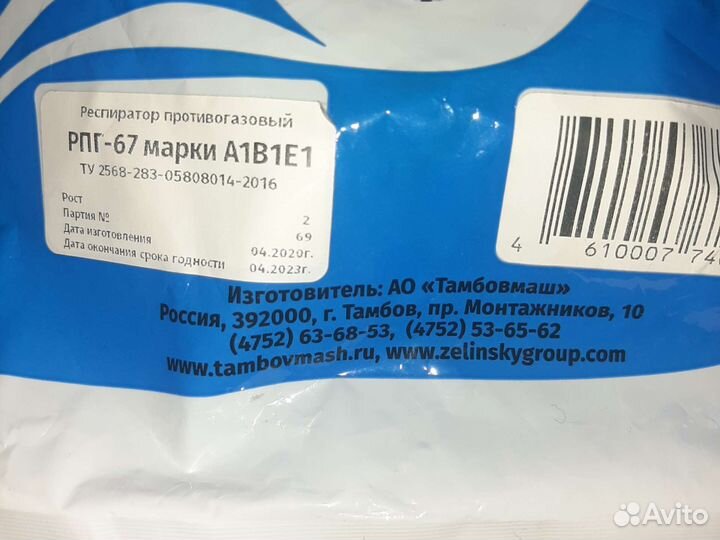 Респиратор противогазовый
РПГ-67 марки А1В1Е1
ТУ 2568-283-05808014-2016
Рост 2
Партия № 69
Дата изготовления 04.2020г.
Дата окончания срока годности 04.2023г.
4 610007 74
Изготовитель: АО «Тамбовмаш»
Россия, 392000, г. Тамбов, пр. Монтажников, 10
(4752) 63-68-53, (4752) 53-65-62
www.tambovmash.ru, www.zelinskygroup.com
Avito